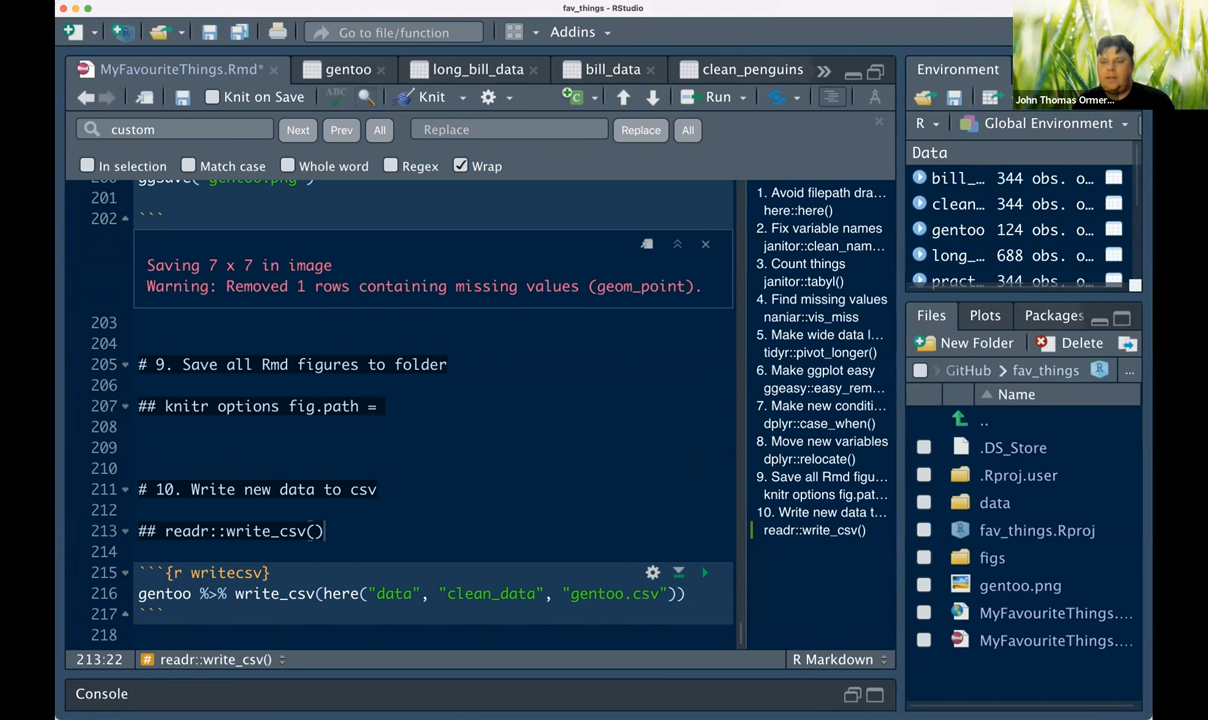 fav_things - RStudio
Go to file/function
Addins
MyFavouriteThings.Rmd*
gentoo
long_bill_data
bill_data
clean_penguins
Knit on Save
ABC
Knit
Run
custom
Next
Prev
All
Replace
Replace
All
In selection
Match case
Whole word
Regex
Wrap
ggsave("gentoo.png")
201
202
```
Saving 7 x 7 in image
Warning: Removed 1 rows containing missing values (geom_point).
203
204
205
# 9. Save all Rmd figures to folder
206
207
## knitr options fig.path =
208
209
210
211
# 10. Write new data to csv
212
213
## readr::write_csv()
214
215
```{r writecsv}
216
gentoo %>% write_csv(here("data", "clean_data", "gentoo.csv"))
217
```
218
213:22
# readr::write_csv()
R Markdown
Console
1. Avoid filepath dra...
here::here()
2. Fix variable names
janitor::clean_nam...
3. Count things
janitor::tabyl()
4. Find missing values
naniar::vis_miss
5. Make wide data l...
tidyr::pivot_longer()
6. Make ggplot easy
ggeasy::easy_rem...
7. Make new conditi...
dplyr::case_when()
8. Move new variables
dplyr::relocate()
9. Save all Rmd figu...
knitr options fig.pat...
10. Write new data t...
readr::write_csv()
John Thomas Ormer...
Environment
R
Global Environment
Data
bill_... 344 obs. o...
clean... 344 obs. o...
gentoo 124 obs. o...
long_... 688 obs. o...
pract... 344 obs. o...
Files
Plots
Packages
New Folder
Delete
GitHub
fav_things
...
Name
..
.DS_Store
.Rproj.user
data
fav_things.Rproj
figs
gentoo.png
MyFavouriteThings....
MyFavouriteThings....